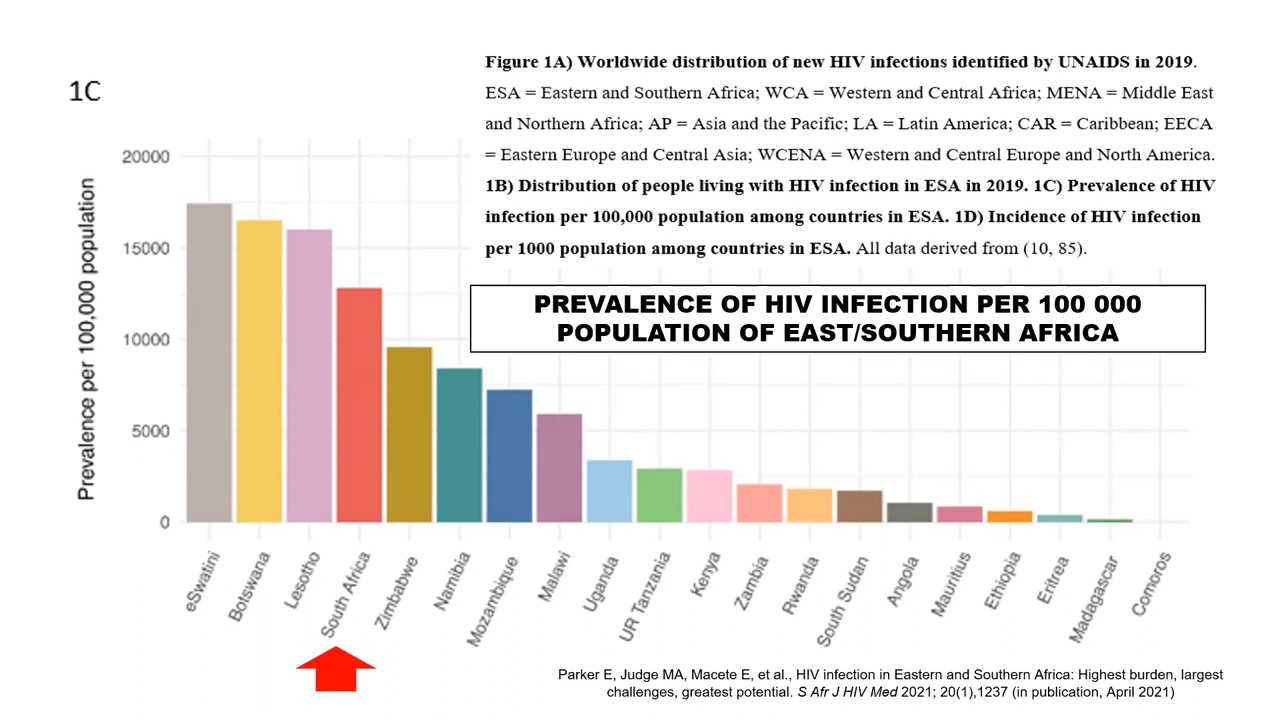 1C
Figure 1A) Worldwide distribution of new HIV infections identified by UNAIDS in 2019.
ESA = Eastern and Southern Africa; WCA = Western and Central Africa; MENA = Middle East
and Northern Africa; AP = Asia and the Pacific; LA = Latin America; CAR = Caribbean; EECA
= Eastern Europe and Central Asia; WCENA = Western and Central Europe and North America.
1B) Distribution of people living with HIV infection in ESA in 2019. 1C) Prevalence of HIV
infection per 100,000 population among countries in ESA. 1D) Incidence of HIV infection
per 1000 population among countries in ESA. All data derived from (10, 85).
PREVALENCE OF HIV INFECTION PER 100 000
POPULATION OF EAST/SOUTHERN AFRICA
Prevalence per 100,000 population
20000
15000
10000
5000
0
eSwatini
Botswana
Lesotho
South Africa
Zimbabwe
Namibia
Mozambique
Malawi
Uganda
UR Tanzania
Kenya
Zambia
Rwanda
South Sudan
Angola
Mauritius
Ethiopia
Eritrea
Madagascar
Comoros
Parker E, Judge MA, Macete E, et al., HIV infection in Eastern and Southern Africa: Highest burden, largest
challenges, greatest potential. S Afr J HIV Med 2021; 20(1),1237 (in publication, April 2021)